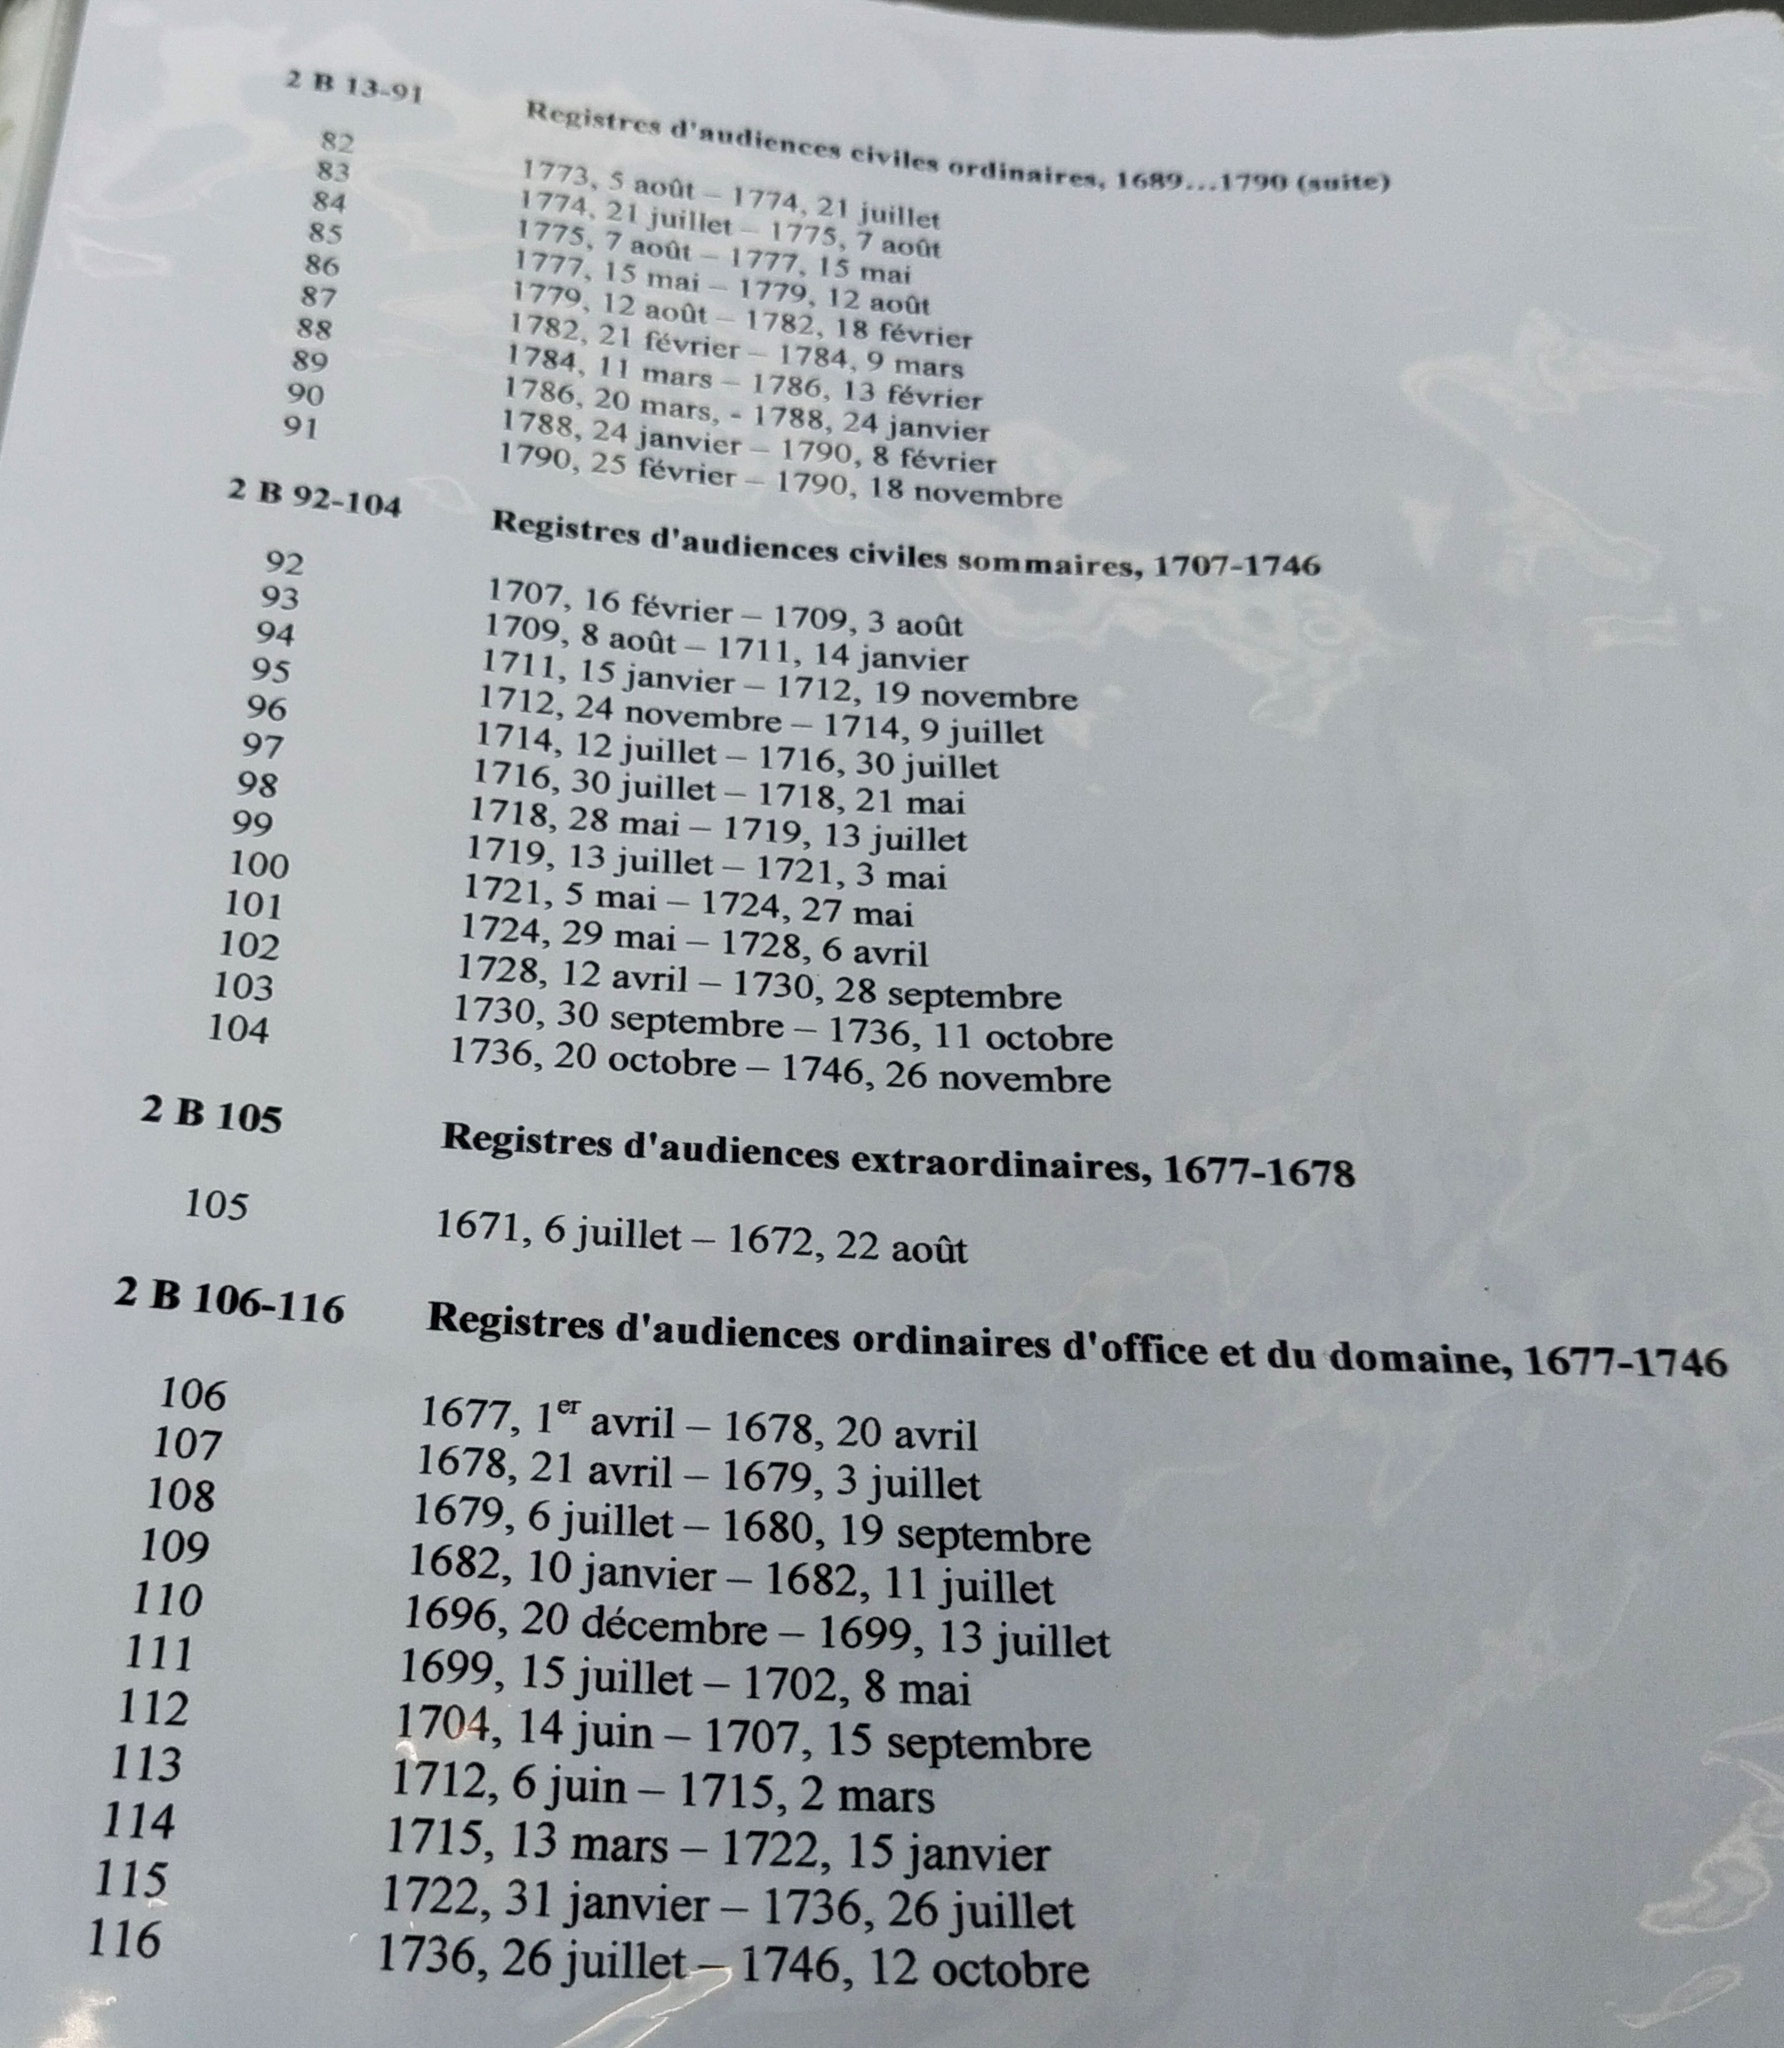 2 B 13-91 Registres d'audiences civiles ordinaires, 1689...1790 (suite)
82 1773, 5 août – 1774, 21 juillet
83 1774, 21 juillet – 1775, 7 août
84 1775, 7 août – 1777, 15 mai
85 1777, 15 mai – 1779, 12 août
86 1779, 12 août – 1782, 18 février
87 1782, 21 février – 1784, 9 mars
88 1784, 11 mars – 1786, 13 février
89 1786, 20 mars, - 1788, 24 janvier
90 1788, 24 janvier – 1790, 8 février
91 1790, 25 février – 1790, 18 novembre
2 B 92-104 Registres d'audiences civiles sommaires, 1707-1746
92 1707, 16 février – 1709, 3 août
93 1709, 8 août – 1711, 14 janvier
94 1711, 15 janvier – 1712, 19 novembre
95 1712, 24 novembre – 1714, 9 juillet
96 1714, 12 juillet – 1716, 30 juillet
97 1716, 30 juillet – 1718, 21 mai
98 1718, 28 mai – 1719, 13 juillet
99 1719, 13 juillet – 1721, 3 mai
100 1721, 5 mai – 1724, 27 mai
101 1724, 29 mai – 1728, 6 avril
102 1728, 12 avril – 1730, 28 septembre
103 1730, 30 septembre – 1736, 11 octobre
104 1736, 20 octobre – 1746, 26 novembre
2 B 105 Registres d'audiences extraordinaires, 1677-1678
105 1671, 6 juillet – 1672, 22 août
2 B 106-116 Registres d'audiences ordinaires d'office et du domaine, 1677-1746
106 1677, 1er avril – 1678, 20 avril
107 1678, 21 avril – 1679, 3 juillet
108 1679, 6 juillet – 1680, 19 septembre
109 1682, 10 janvier – 1682, 11 juillet
110 1696, 20 décembre – 1699, 13 juillet
111 1699, 15 juillet – 1702, 8 mai
112 1704, 14 juin – 1707, 15 septembre
113 1712, 6 juin – 1715, 2 mars
114 1715, 13 mars – 1722, 15 janvier
115 1722, 31 janvier – 1736, 26 juillet
116 1736, 26 juillet – 1746, 12 octobre